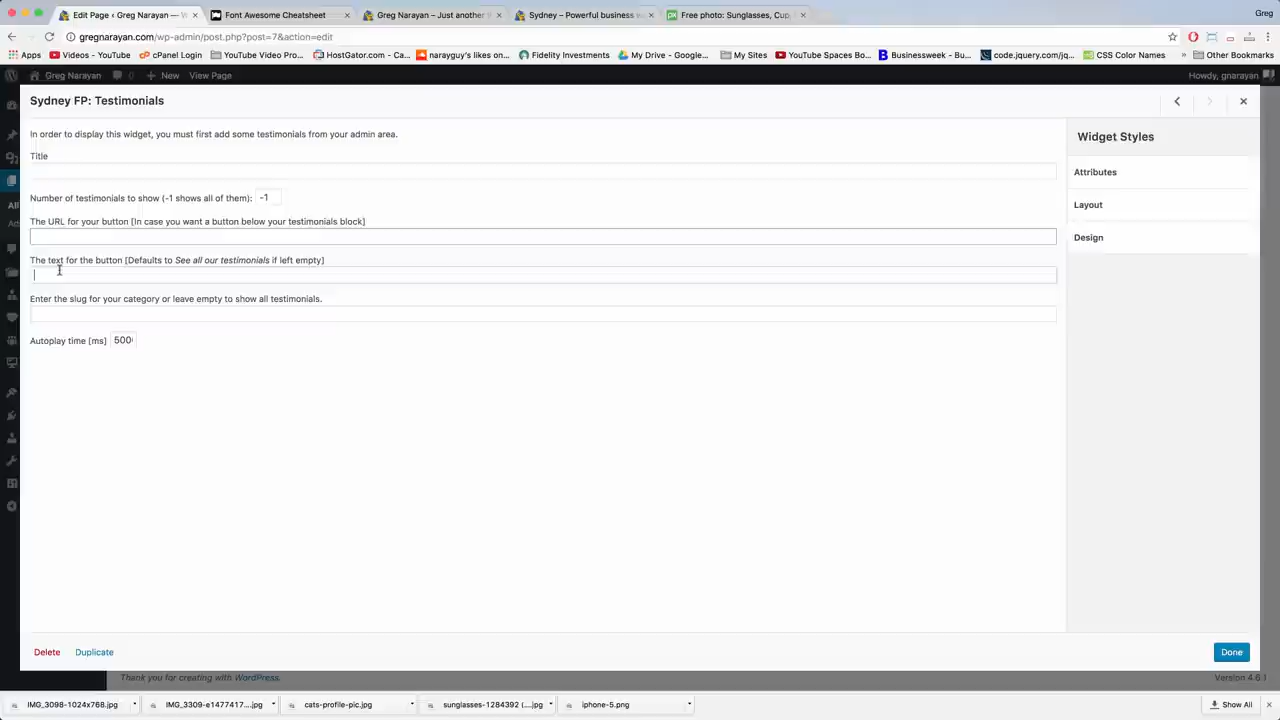 Edit Page ‹ Greg Narayan — W
Font Awesome Cheatsheet
Greg Narayan – Just another W
Sydney – Powerful business w
Free photo: Sunglasses, Cup,
Greg
gregnarayan.com/wp-admin/post.php?post=7&action=edit
Apps
Videos - YouTube
cPanel Login
YouTube Video Pro...
HostGator.com - Ca...
narayguy's likes on...
Fidelity Investments
My Drive - Google...
My Sites
YouTube Spaces Bo...
Businessweek - Bu...
code.jquery.com/jq...
CSS Color Names
»
Other Bookmarks
Greg Narayan
0
+ New
View Page
Howdy, gnarayan
Sydney FP: Testimonials
In order to display this widget, you must first add some testimonials from your admin area.
Widget Styles
Title
Attributes
Number of testimonials to show (-1 shows all of them): -1
Layout
The URL for your button [In case you want a button below your testimonials block]
Design
The text for the button [Defaults to See all our testimonials if left empty]
Enter the slug for your category or leave empty to show all testimonials.
Autoplay time [ms] 500
Delete
Duplicate
Done
Thank you for creating with WordPress.
Version 4.6.1
IMG_3098-1024x768.jpg
IMG_3309-e1477417....jpg
cats-profile-pic.jpg
sunglasses-1284392 (....jpg
iphone-5.png
Show All